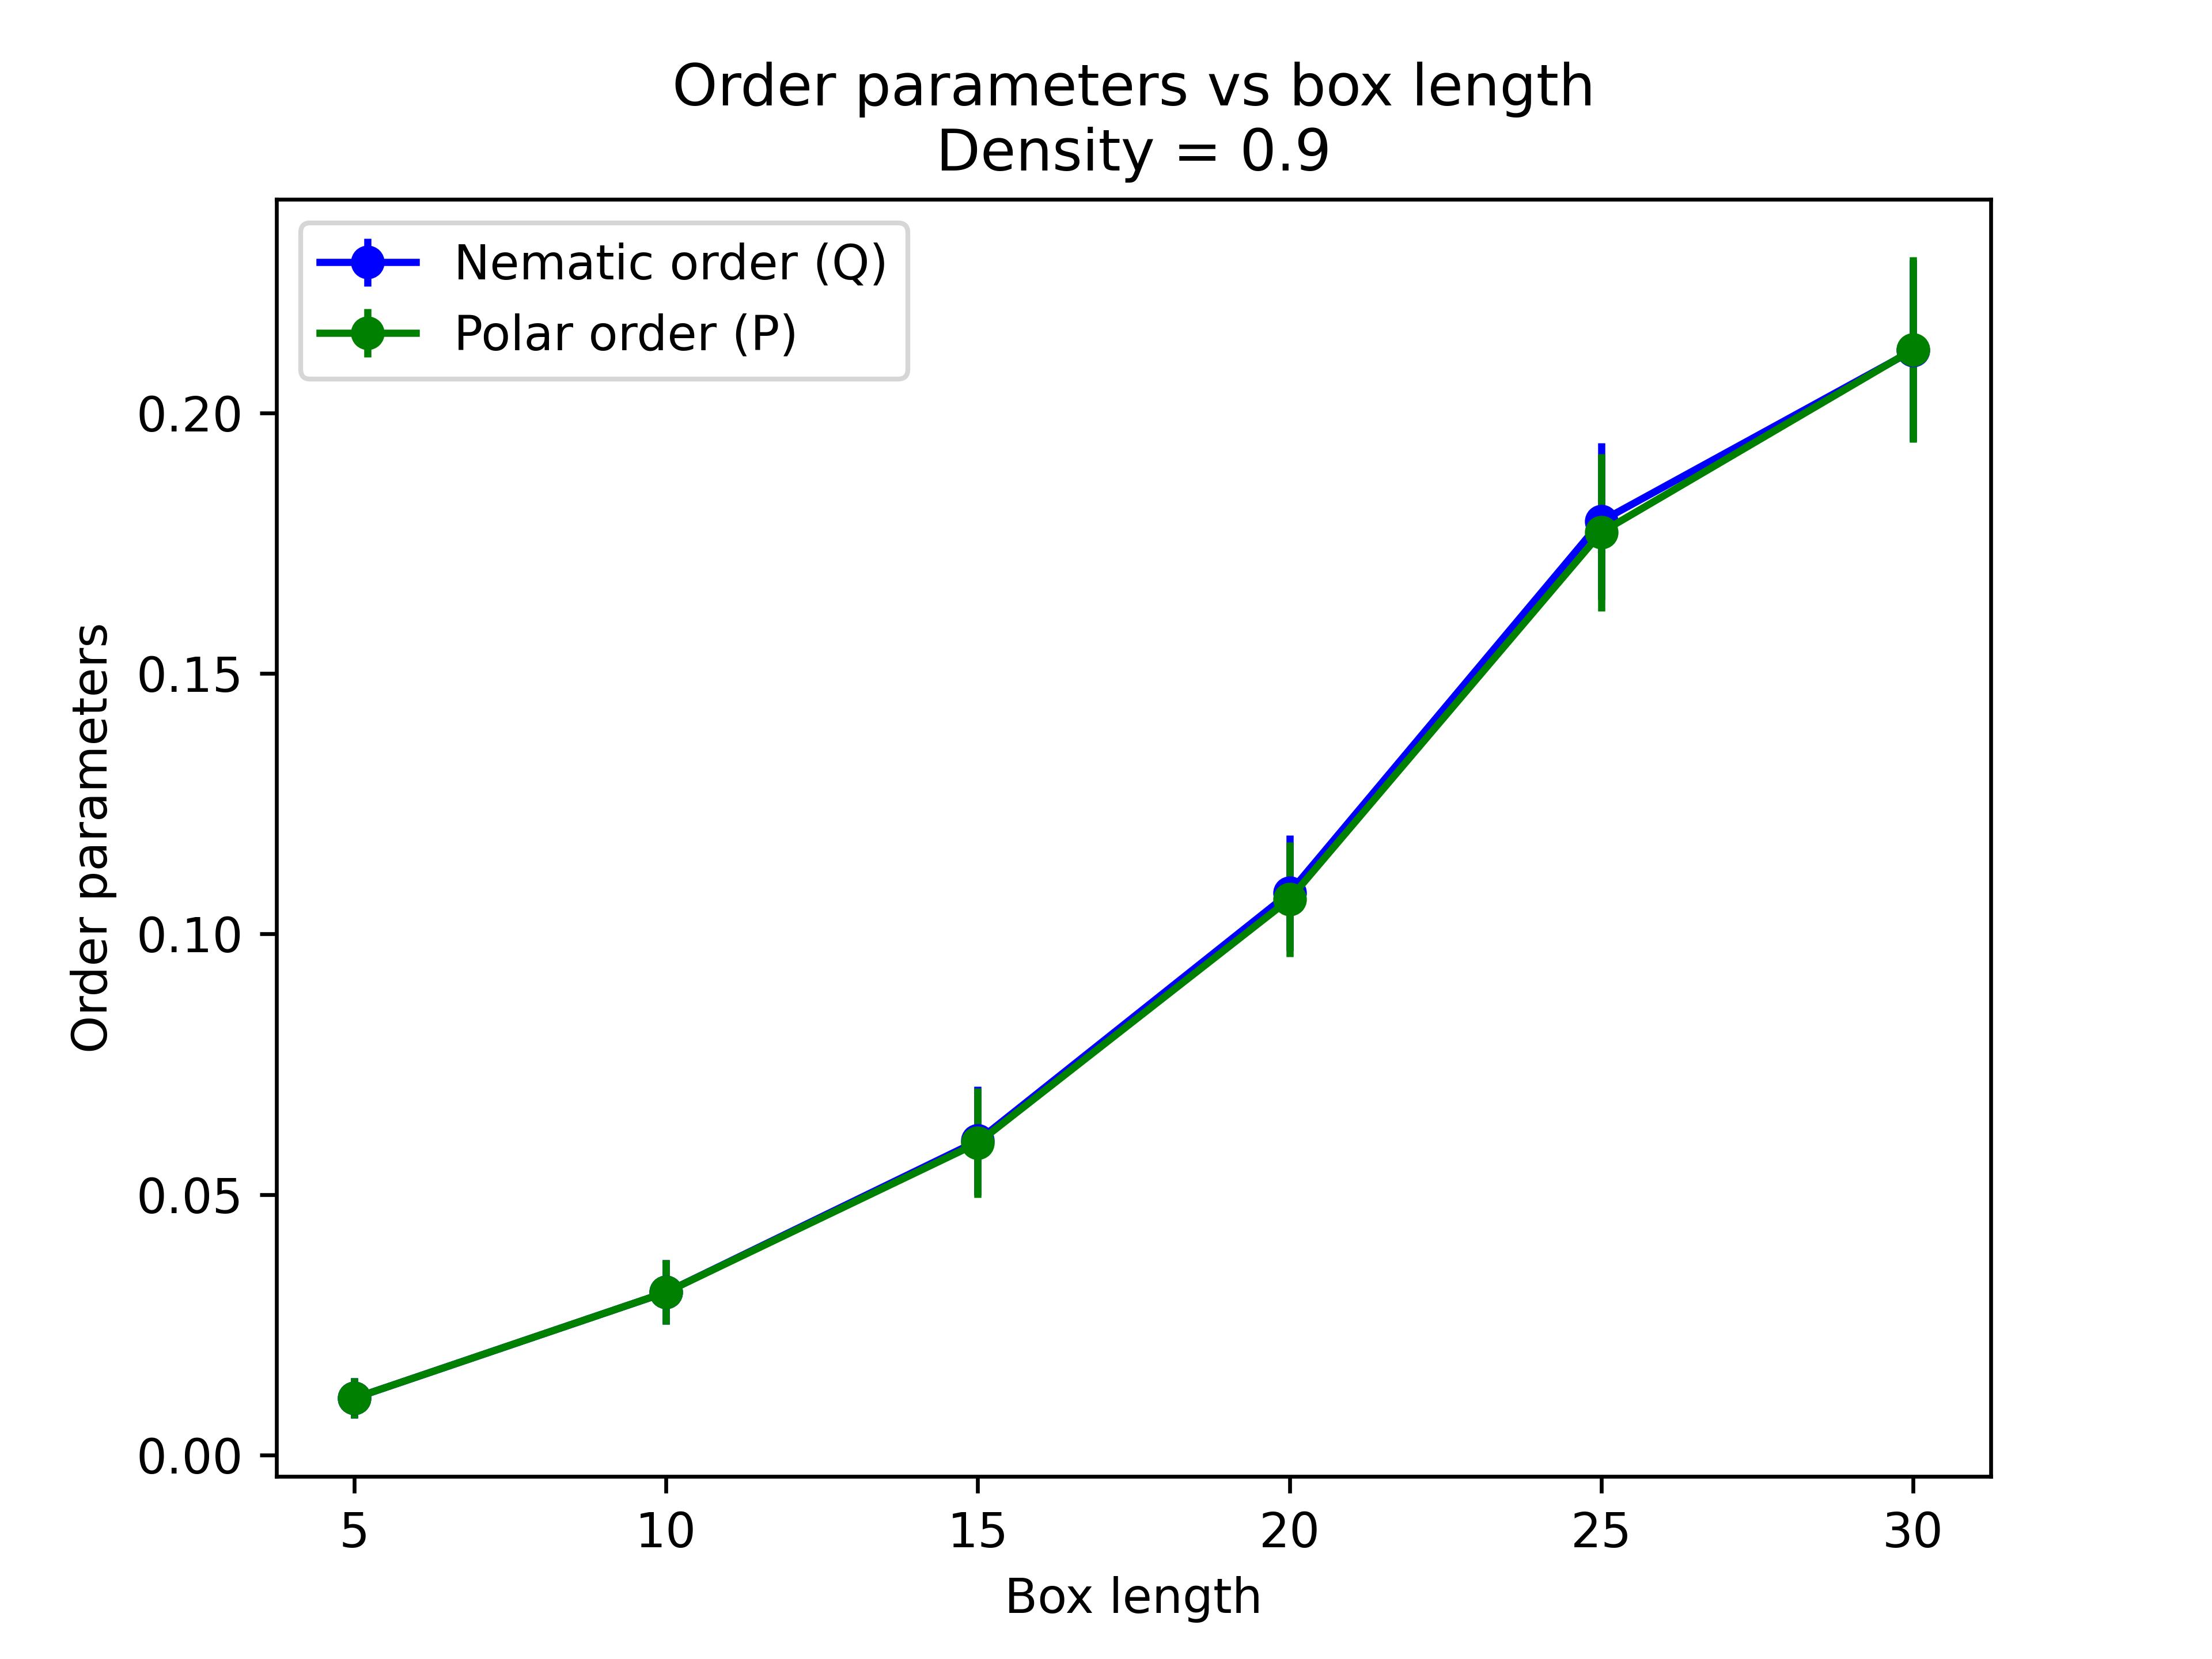 Order parameters vs box length
Density = 0.9
Nematic order (Q)
Polar order (P)
Order parameters
0.20
0.15
0.10
0.05
0.00
5 10 15 20 25 30
Box length